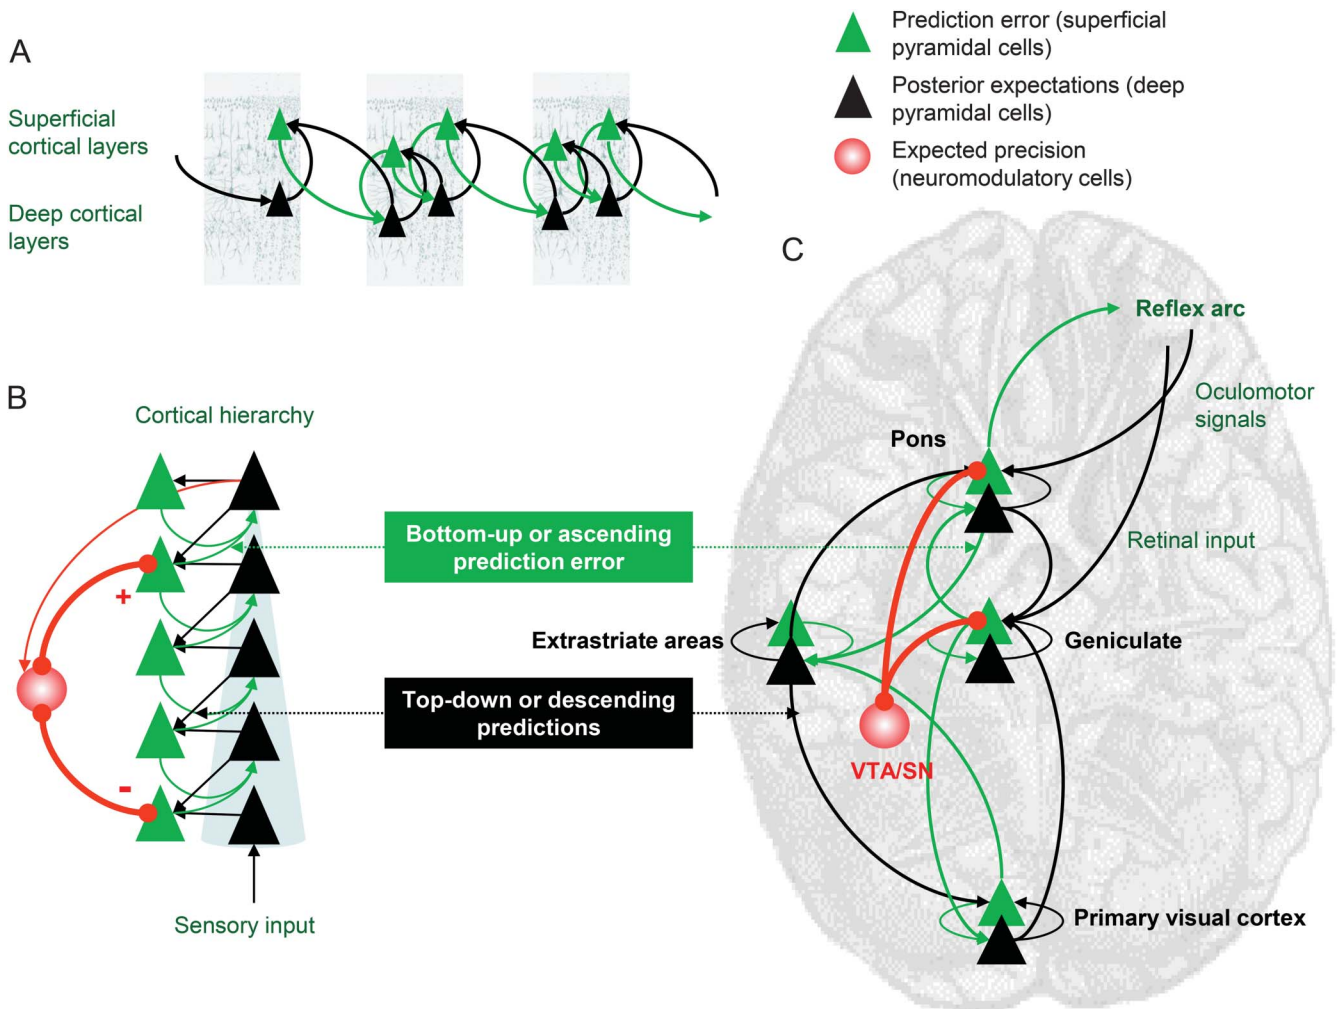 Prediction error (superficial
pyramidal cells)
Posterior expectations (deep
pyramidal cells)
Expected precision
(neuromodulatory cells)
A
Superficial
cortical layers
Deep cortical
layers
B
Cortical hierarchy
+
-
Sensory input
Bottom-up or ascending
prediction error
Top-down or descending
predictions
C
Reflex arc
Oculomotor
signals
Pons
Retinal input
Extrastriate areas
Geniculate
VTA/SN
Primary visual cortex